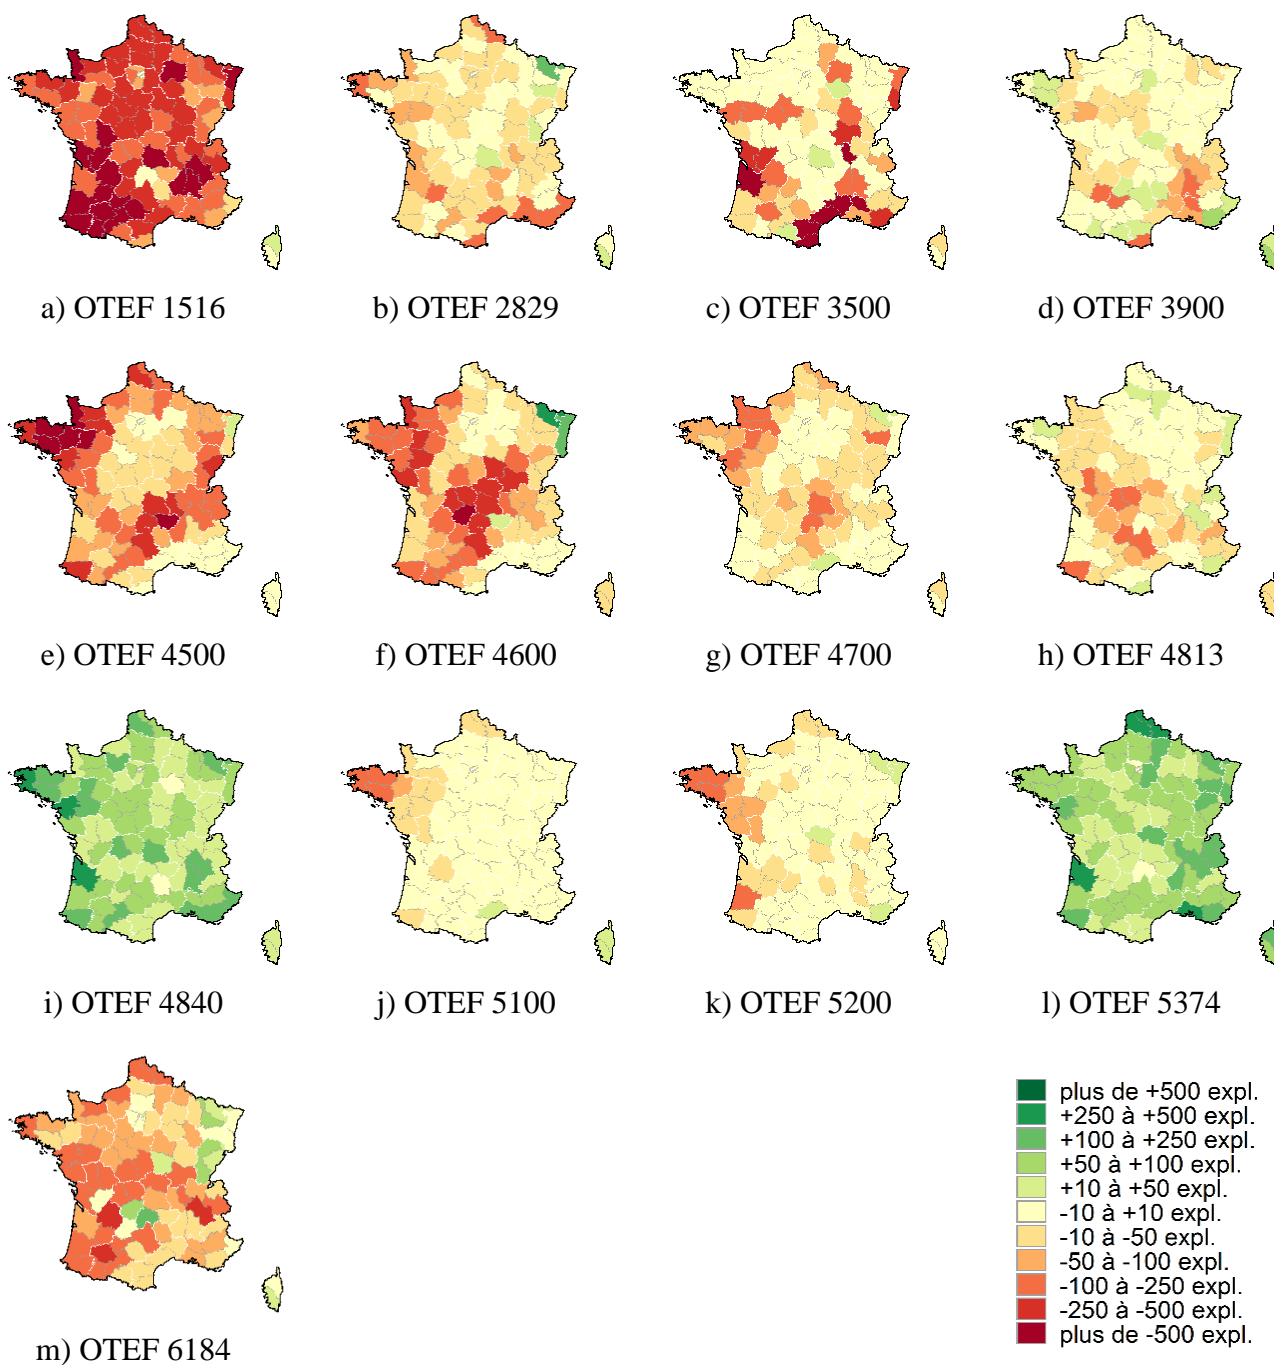 a) OTEF 1516
b) OTEF 2829
c) OTEF 3500
d) OTEF 3900
e) OTEF 4500
f) OTEF 4600
g) OTEF 4700
h) OTEF 4813
i) OTEF 4840
j) OTEF 5100
k) OTEF 5200
l) OTEF 5374
m) OTEF 6184
plus de +500 expl.
+250 à +500 expl.
+100 à +250 expl.
+50 à +100 expl.
+10 à +50 expl.
-10 à +10 expl.
-10 à -50 expl.
-50 à -100 expl.
-100 à -250 expl.
-250 à -500 expl.
plus de -500 expl.